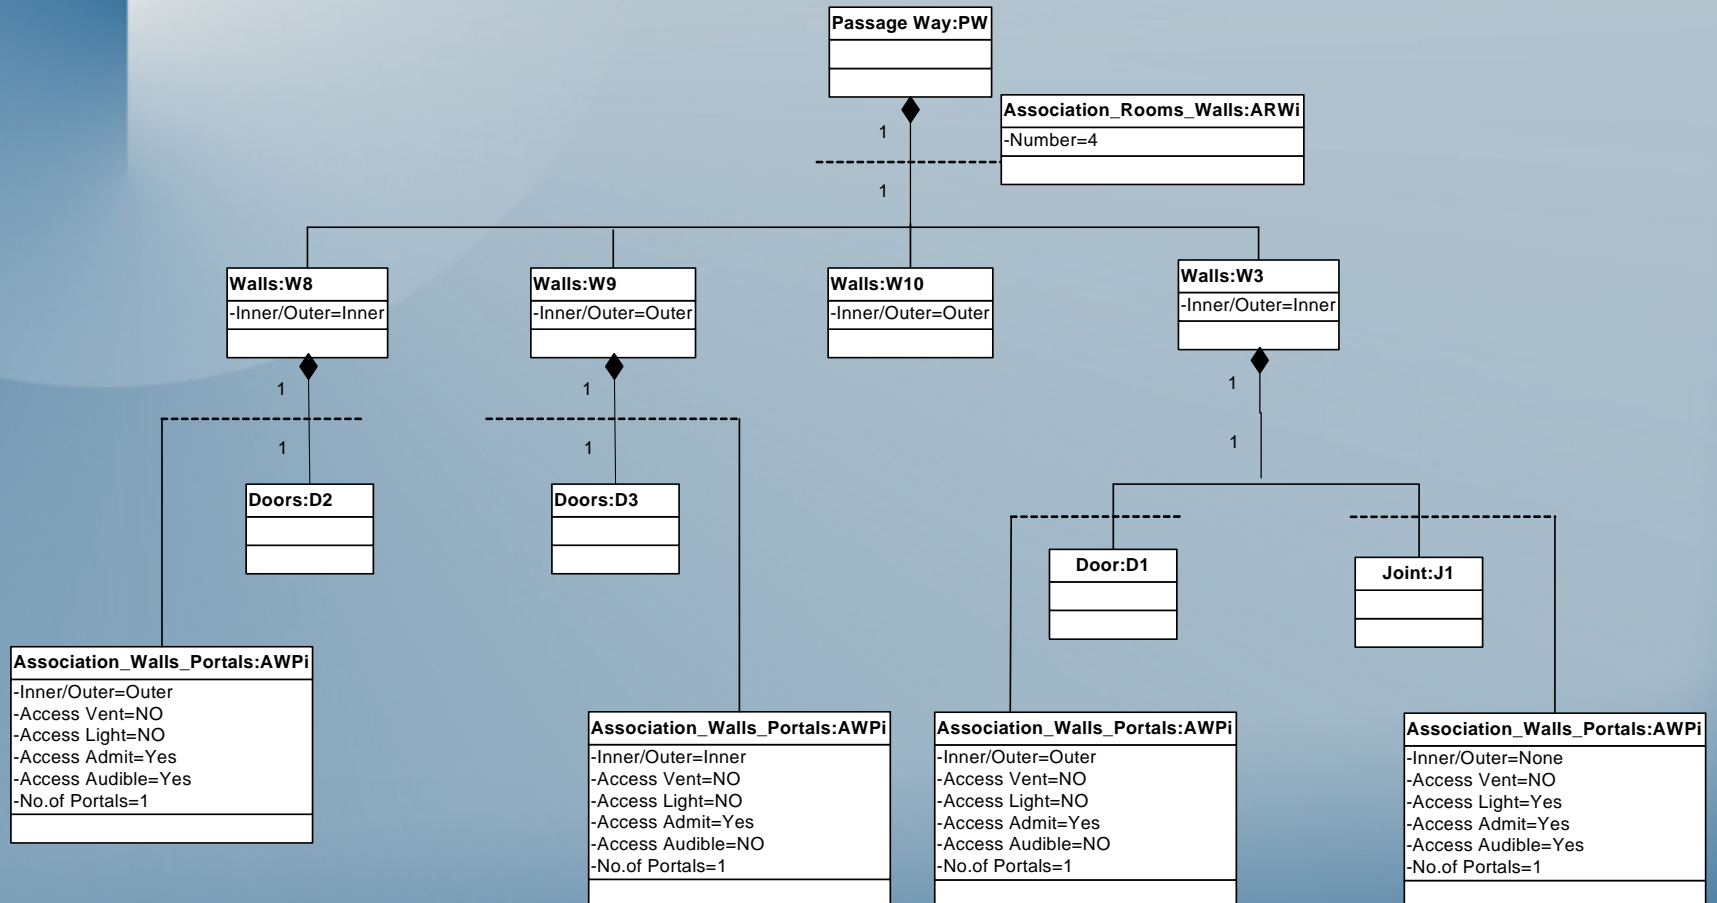 Passage Way:PW
Association_Rooms_Walls:ARWi
-Number=4
1
1
Walls:W8
-Inner/Outer=Inner
Walls:W9
-Inner/Outer=Outer
Walls:W10
-Inner/Outer=Outer
Walls:W3
-Inner/Outer=Inner
1
1
1
1
1
1
Doors:D2
Doors:D3
Door:D1
Joint:J1
Association_Walls_Portals:AWPi
-Inner/Outer=Outer
-Access Vent=NO
-Access Light=NO
-Access Admit=Yes
-Access Audible=Yes
-No.of Portals=1
Association_Walls_Portals:AWPi
-Inner/Outer=Inner
-Access Vent=NO
-Access Light=NO
-Access Admit=Yes
-Access Audible=NO
-No.of Portals=1
Association_Walls_Portals:AWPi
-Inner/Outer=Outer
-Access Vent=NO
-Access Light=NO
-Access Admit=Yes
-Access Audible=NO
-No.of Portals=1
Association_Walls_Portals:AWPi
-Inner/Outer=None
-Access Vent=NO
-Access Light=Yes
-Access Admit=Yes
-Access Audible=Yes
-No.of Portals=1